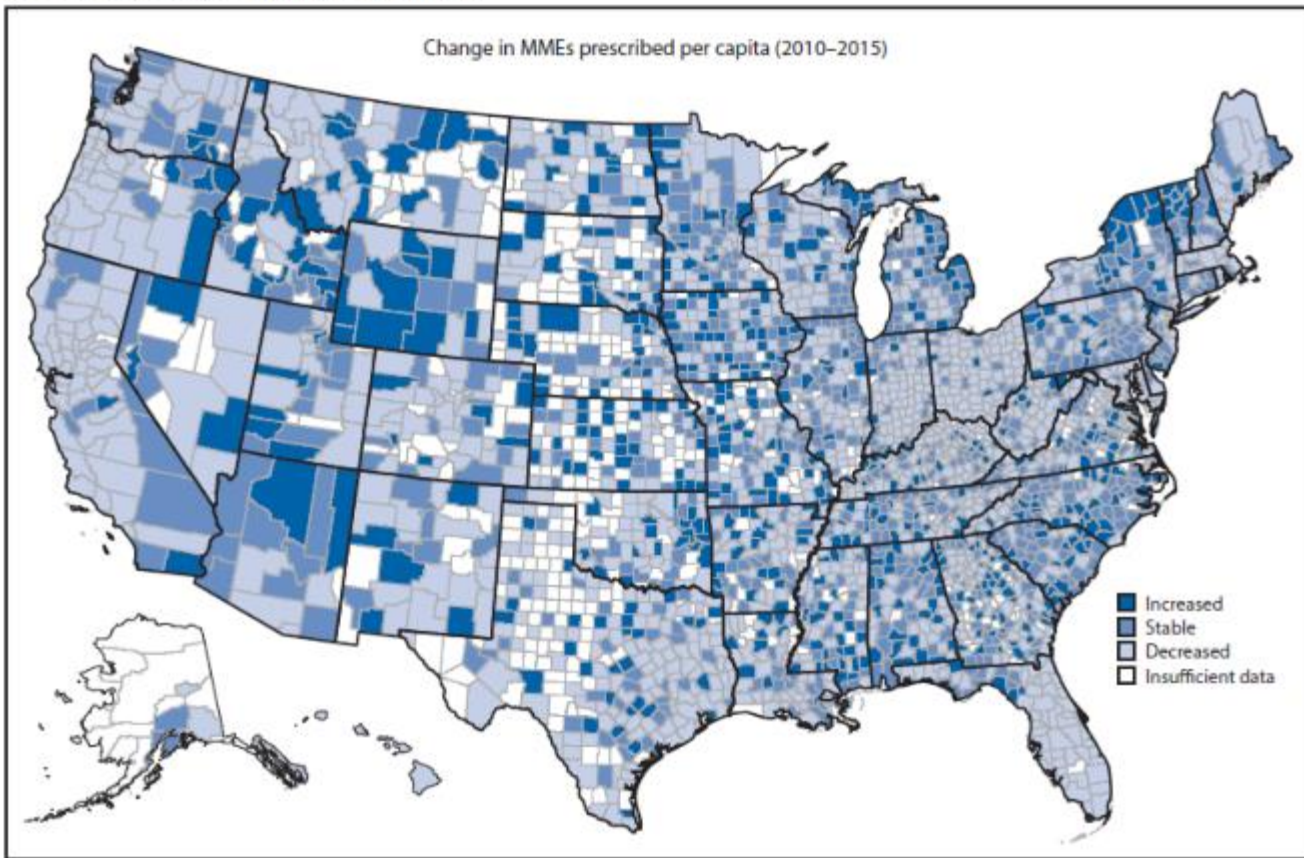 Change in MMEs prescribed per capita (2010–2015)
Increased
Stable
Decreased
Insufficient data